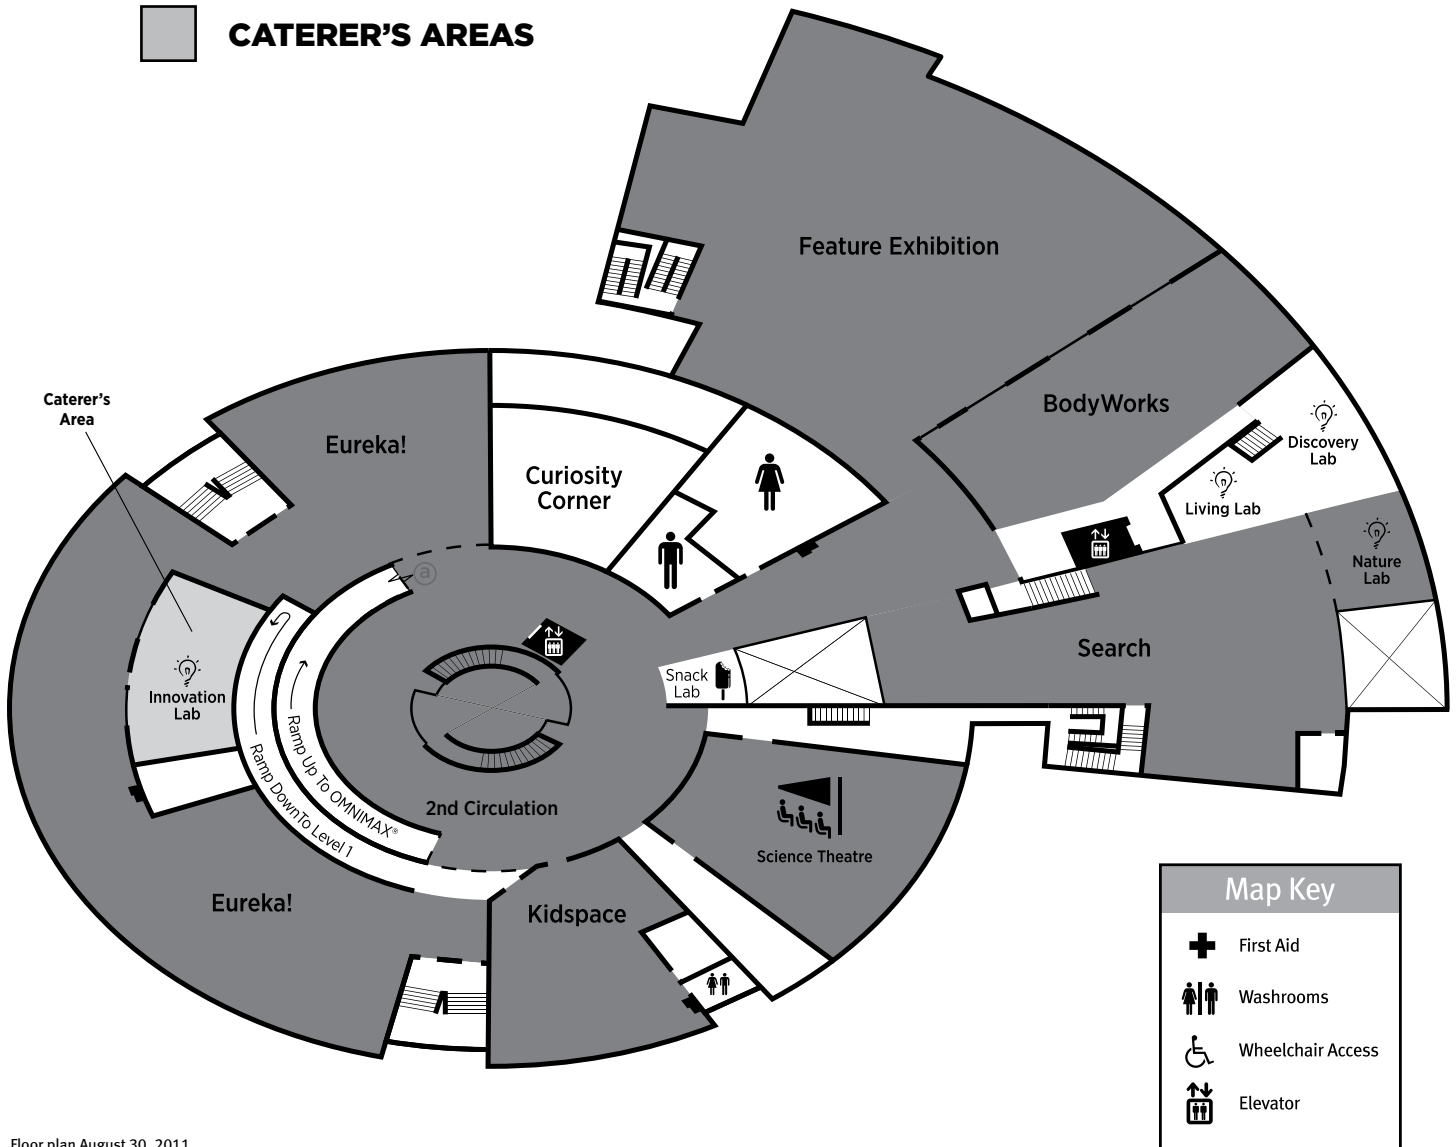 CATERER’S AREAS
Feature Exhibition
Caterer’s
Area
Eureka!
BodyWorks
Discovery
Lab
Curiosity
Corner
Living Lab
Nature
Lab
a
Search
Snack
Lab
Innovation
Lab
Ramp Up To OMNIMAX®
Ramp DownTo Level 1
2nd Circulation
Science Theatre
Eureka!
Kidspace
Map Key
First Aid
Washrooms
Wheelchair Access
Elevator
Floor plan August 30, 2011